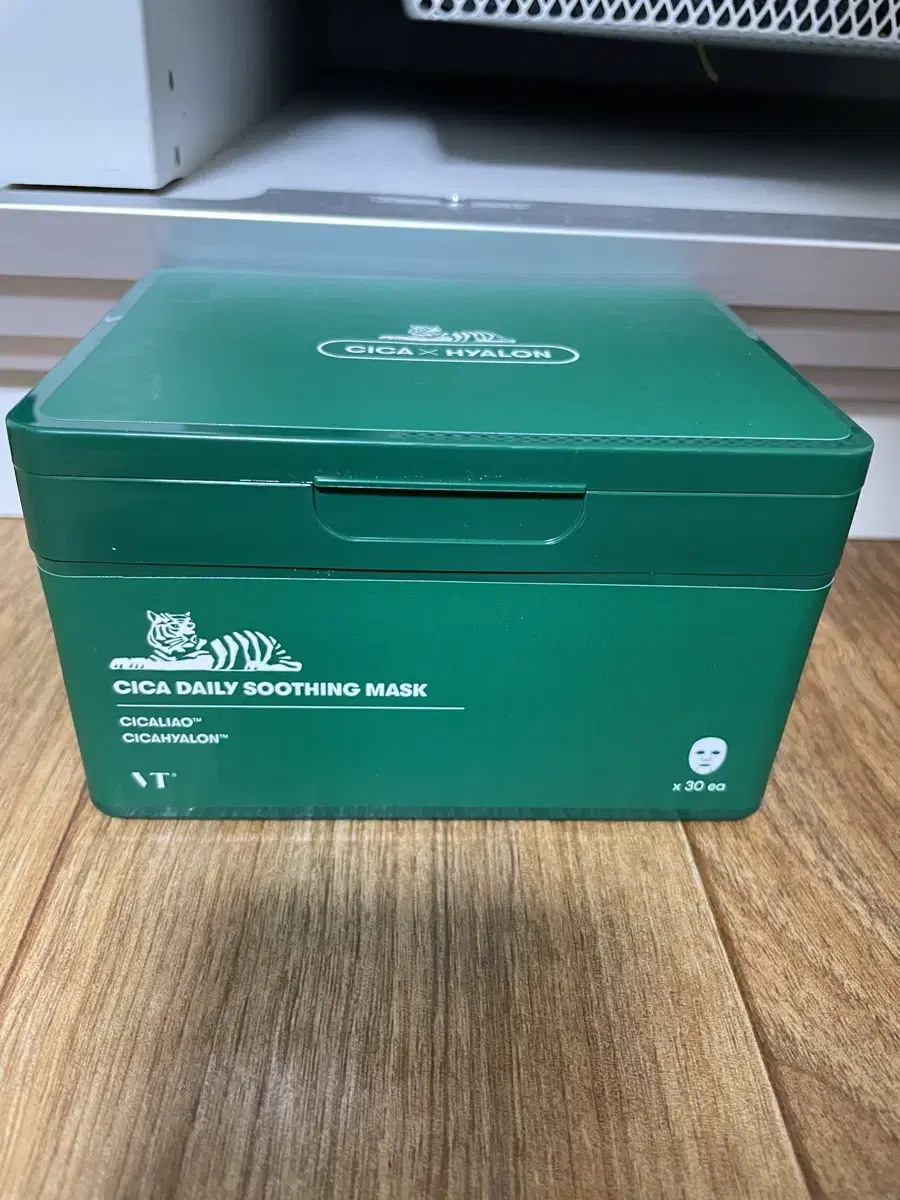 CICA × HYALON
CICA DAILY SOOTHING MASK
CICALIAO™
CICAHYALON™
VT®
x 30 ea